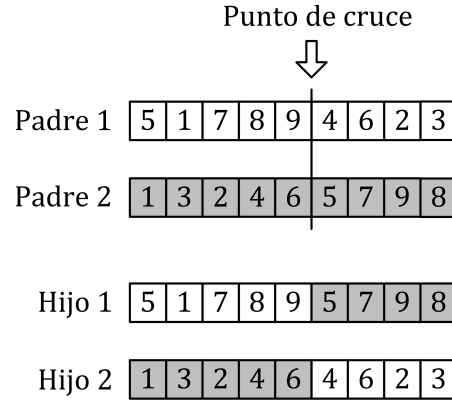 Punto de cruce
Padre 1 5 1 7 8 9 4 6 2 3
Padre 2 1 3 2 4 6 5 7 9 8
Hijo 1 5 1 7 8 9 5 7 9 8
Hijo 2 1 3 2 4 6 4 6 2 3